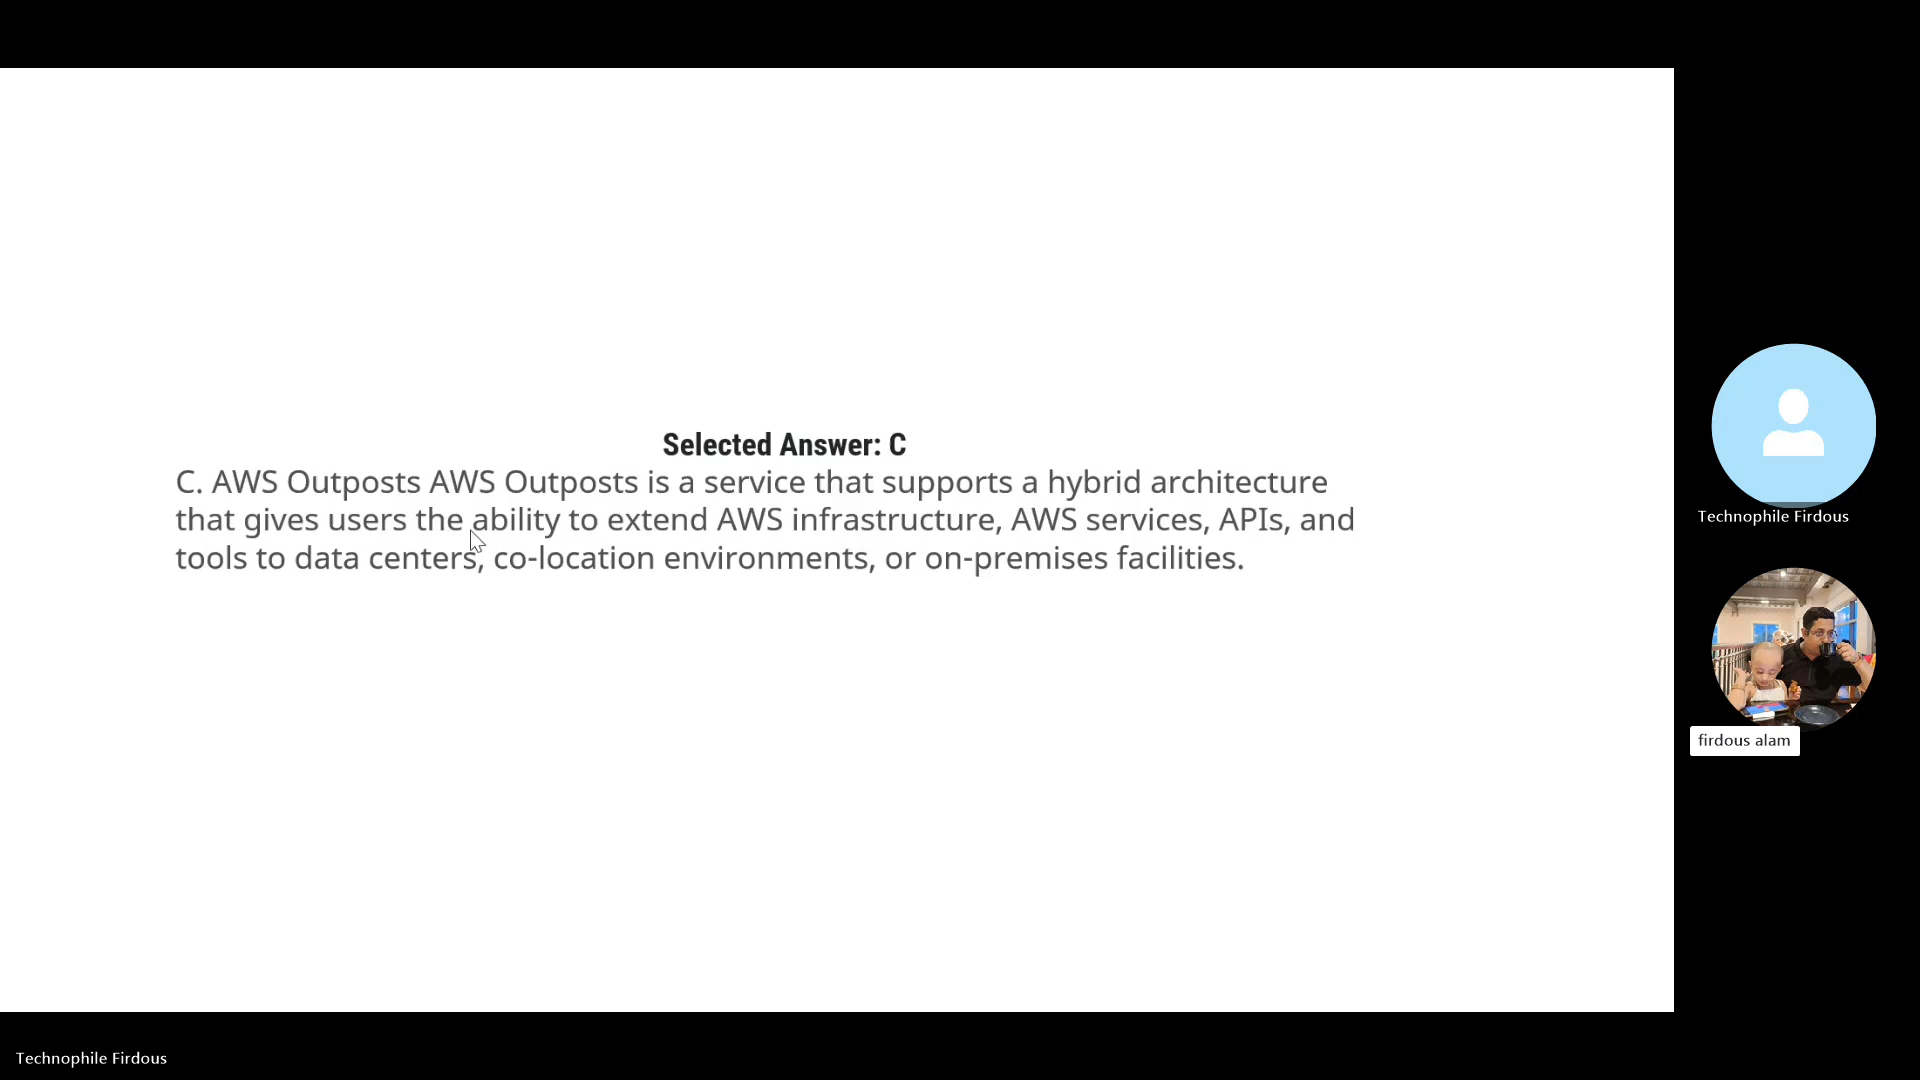 Selected Answer: C
C. AWS Outposts AWS Outposts is a service that supports a hybrid architecture
that gives users the ability to extend AWS infrastructure, AWS services, APIs, and
tools to data centers, co-location environments, or on-premises facilities.
Technophile Firdous
firdous alam
Technophile Firdous